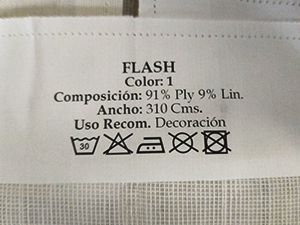 FLASH
Color: 1
Composición: 91% Ply 9% Lin.
Ancho: 310 Cms.
Uso Recom. Decoración
30